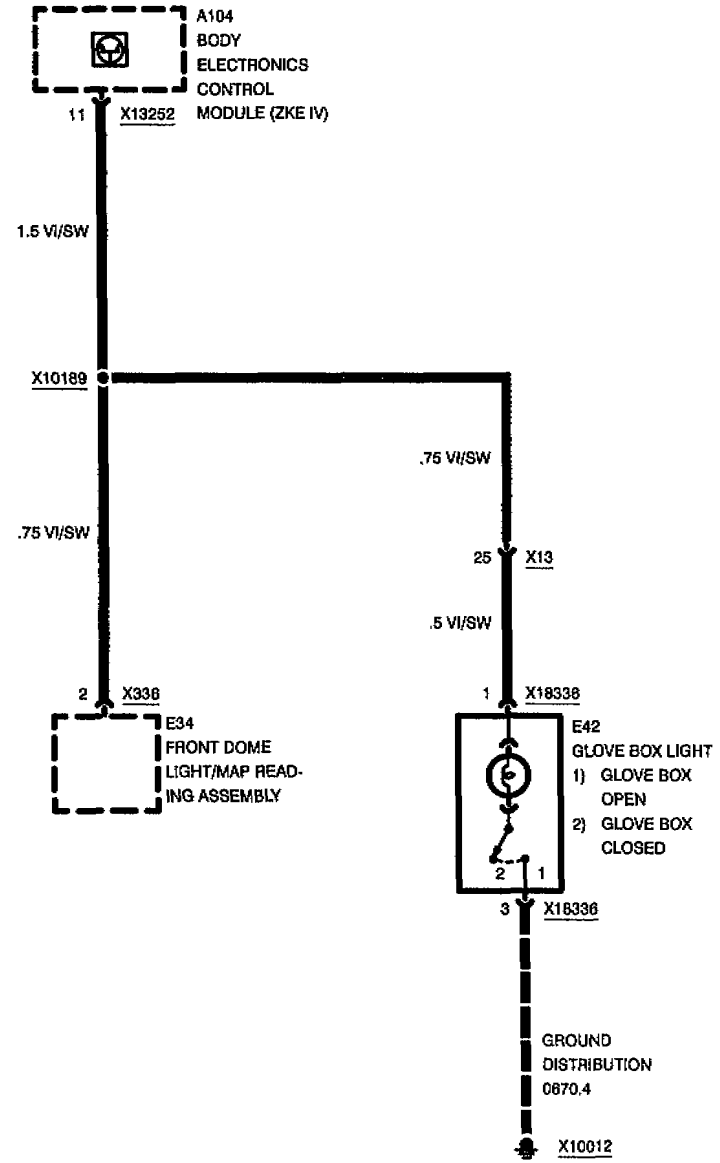 A104
BODY
ELECTRONICS
CONTROL
MODULE (ZKE IV)
11 X13252
1.5 VI/SW
X10189
.75 VI/SW
.75 VI/SW
25 X13
.5 VI/SW
2 X336
1 X18336
E34
FRONT DOME
LIGHT/MAP READ-
ING ASSEMBLY
E42
GLOVE BOX LIGHT
1) GLOVE BOX
OPEN
2) GLOVE BOX
CLOSED
2 1
3 X18336
GROUND
DISTRIBUTION
0670.4
X10012